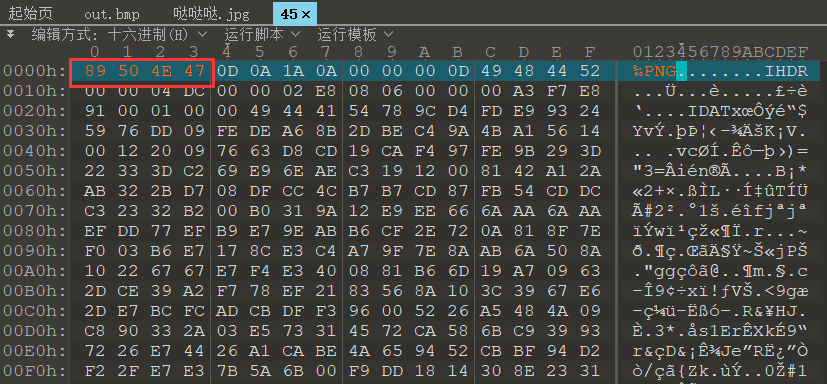 起始页 out.bmp 哒哒哒.jpg 45×
编辑方式: 十六进制(H) 运行脚本 运行模板
0 1 2 3 4 5 6 7 8 9 A B C D E F 0123456789ABCDEF
0000h: 89 50 4E 47 0D 0A 1A 0A 00 00 00 0D 49 48 44 52 ‰PNG........IHDR
0010h: 00 00 04 DC 00 00 02 E8 08 06 00 00 00 A3 F7 E8 ...Ü...è.....£÷è
0020h: 91 00 01 00 00 49 44 41 54 78 9C D4 FD E9 93 24 ‘....IDATxœÔýé“$
0030h: 59 76 DD 09 FE DE A6 8B 2D BE C4 9A 4B A1 56 14 YvÝ.þÞ¦‹-¾ÄšK¡V.
0040h: 00 12 20 09 76 63 D8 CD 19 CA F4 97 FE 9B 29 3D .. .vcØÍ.Êô—þ›)=
0050h: 22 33 3D C2 69 E9 6E AE C3 19 12 00 81 42 A1 2A "3=Âién®Ã....B¡*
0060h: AB 32 2B D7 08 DF CC 4C B7 B7 CD 87 FB 54 CD DC «2+×.ßÌL··Í‡ûTÍÜ
0070h: C3 23 32 B2 00 B0 31 9A 12 E9 EE 66 6A AA 6A AA Ã#2².°1š.éîfjªjª
0080h: EF DD 77 EF B9 E7 9E AB B6 CF 2E 72 0A 81 8F 7E ïÝwï¹çž«¶Ï.r...~
0090h: F0 03 B6 E7 17 8C E3 C4 A7 9F 7E 8A AB 6A 50 8A ð.¶ç.ŒãÄ§Ÿ~Š«jPŠ
00A0h: 10 22 67 67 E7 F4 E3 40 08 81 B6 6D 19 A7 09 63 ."ggçôã@..¶m.§.c
00B0h: 2D CE 39 A2 F7 78 EF 21 83 56 8A 10 3C 39 67 E6 -Î9¢÷xï!ƒVŠ.<9gæ
00C0h: 2D E7 BC FC AD CB DF F3 96 00 52 26 A5 48 4A 09 -ç¼ü-Ëßó–.R&¥HJ.
00D0h: C8 90 33 2A 03 E5 73 31 45 72 CA 58 6B C9 39 93 È.3*.ås1ErÊXkÉ9“
00E0h: 72 26 E7 44 26 A1 CA BE 4A 65 94 52 CB BF 94 D2 r&çD&¡Ê¾Je”RË¿”Ò
00F0h: F2 2F E7 E3 7B 5A 6B 00 F9 DD 18 14 30 8E 23 31 ò/çã{Zk.ùÝ..0Ž#1